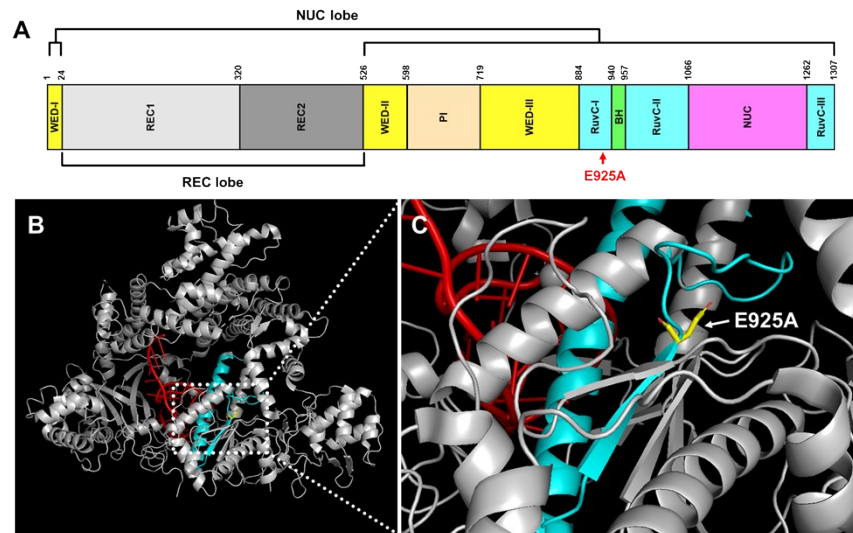 NUC lobe
A
1
24
320
526
598
719
884
940
957
1066
1262
1307
WED-I
REC1
REC2
WED-II
PI
WED-III
RuvC-I
BH
RuvC-II
NUC
RuvC-III
E925A
REC lobe
B
C
E925A